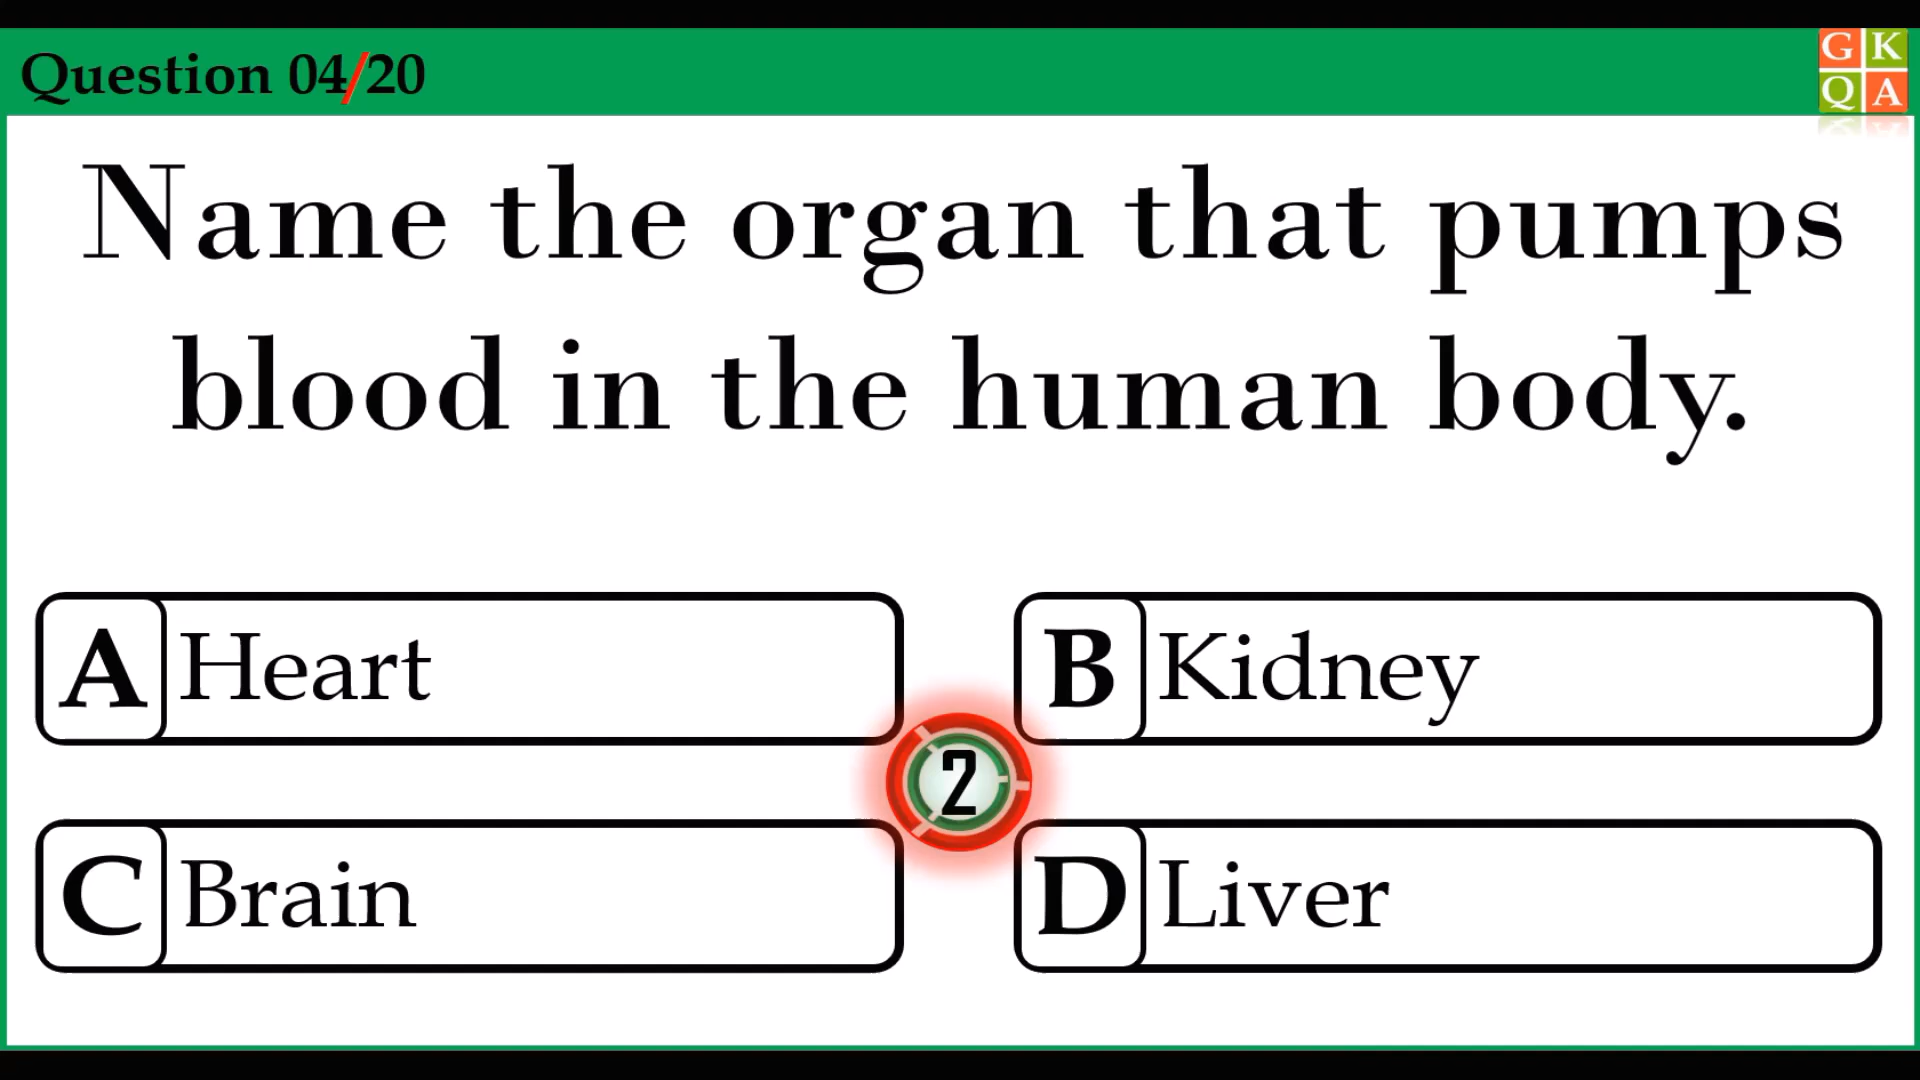 Question 04/20
G K
Q A
Name the organ that pumps
blood in the human body.
A Heart
B Kidney
2
C Brain
D Liver